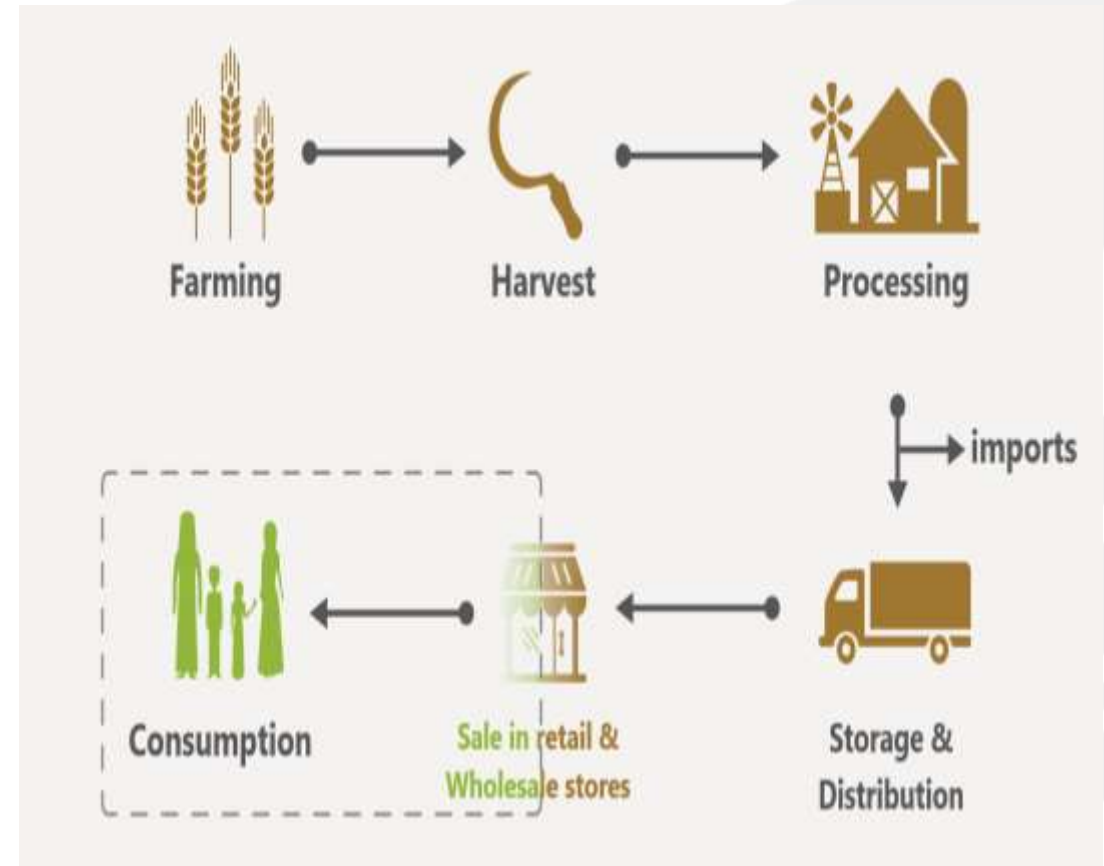 Farming
Harvest
Processing
imports
Consumption
Sale in retail &
Wholesale stores
Storage &
Distribution